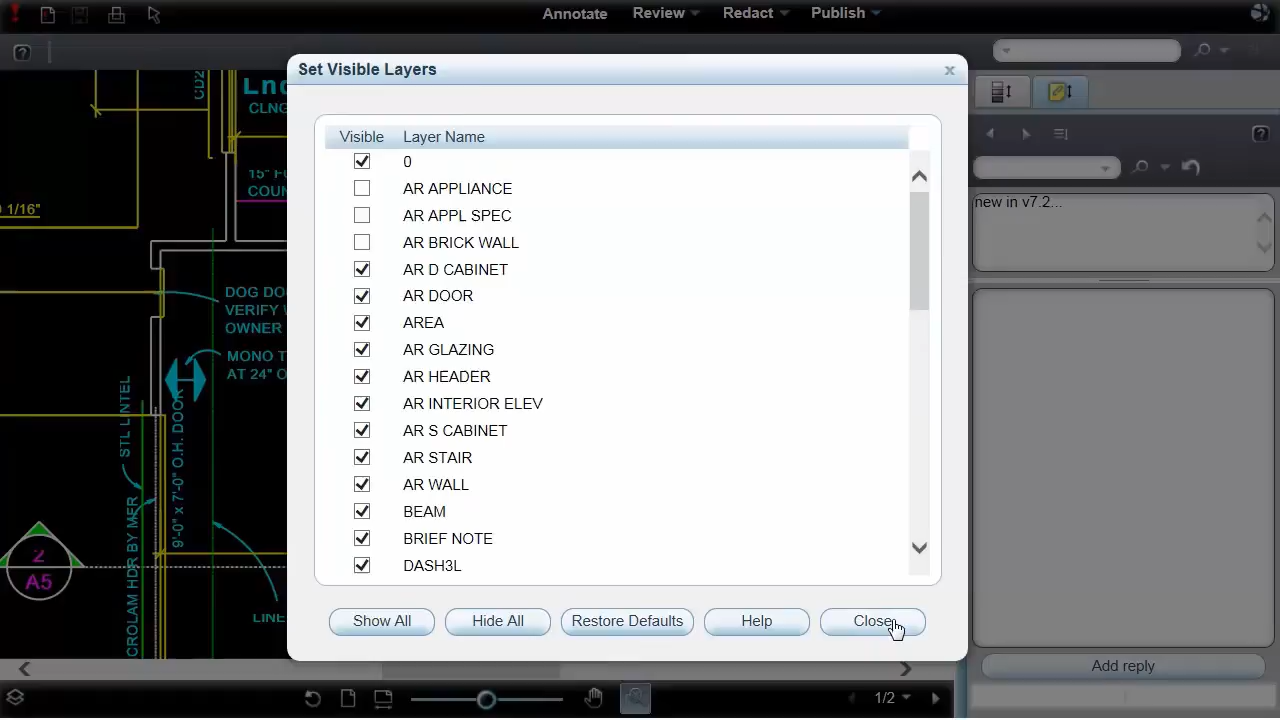 Annotate Review Redact Publish
Set Visible Layers
Visible Layer Name
0
AR APPLIANCE
AR APPL SPEC
AR BRICK WALL
AR D CABINET
AR DOOR
AREA
AR GLAZING
AR HEADER
AR INTERIOR ELEV
AR S CABINET
AR STAIR
AR WALL
BEAM
BRIEF NOTE
DASH3L
Show All Hide All Restore Defaults Help Close
CLNG
15" F
COUN
1/16"
DOG DO
VERIFY
OWNER
MONO T
AT 24" O
STL LINTEL
9'-0" x 7'-0" O.H. DOOR
CROLAM HDR BY MER
2
A5
LINE
new in v7.2...
Add reply
1/2